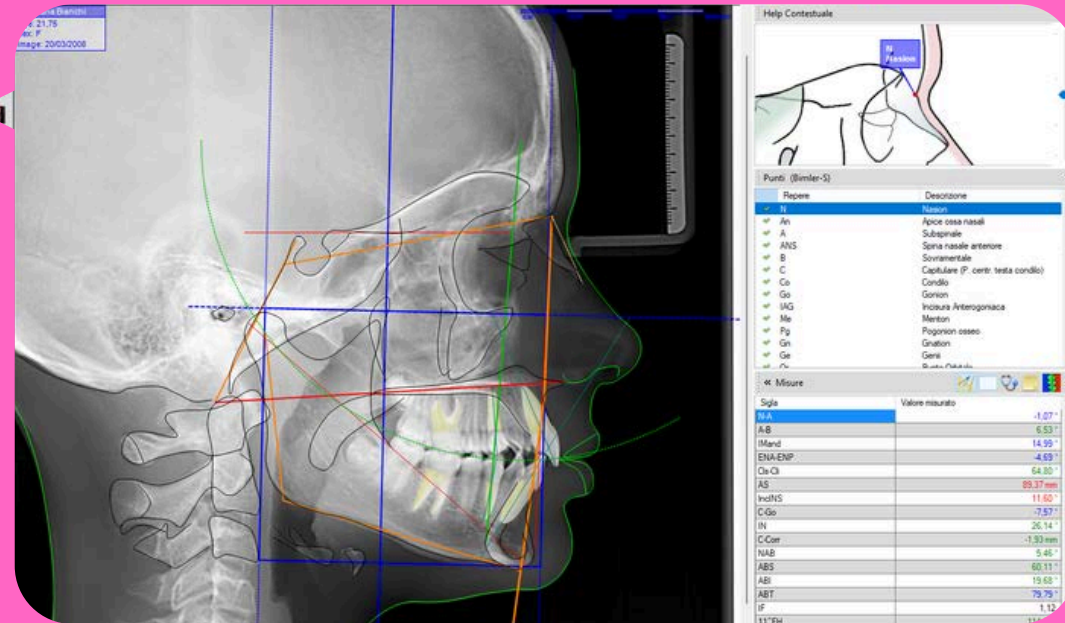 Bianchi
21,75
ex: F
mage: 20/03/2008
Help Contestuale
N
Nasion
Punti (Bimler-S)
Repere Descrizione
N Nasion
An Apice ossa nasali
A Subspinale
ANS Spina nasale anteriore
B Sovramentale
C Capitulare (P. centr. testa condilo)
Co Condilo
Go Gonion
IAG Incisura Anterogoniaca
Me Menton
Pg Pogonion osseo
Gn Gnation
Ge Genii
« Misure
Sigla Valore misurato
N-A -1,07 °
A-B 6,53 °
IMand 14,99 °
ENA-ENP -4,69 °
Cls-Cli 64,80 °
AS 89,37 mm
InclNS 11,60 °
C-Go -7,57 °
IN 26,14 °
C-Corr -1,93 mm
NAB 5,46 °
ABS 60,11 °
ABI 19,68 °
ABT 79,79 °
IF 1,12